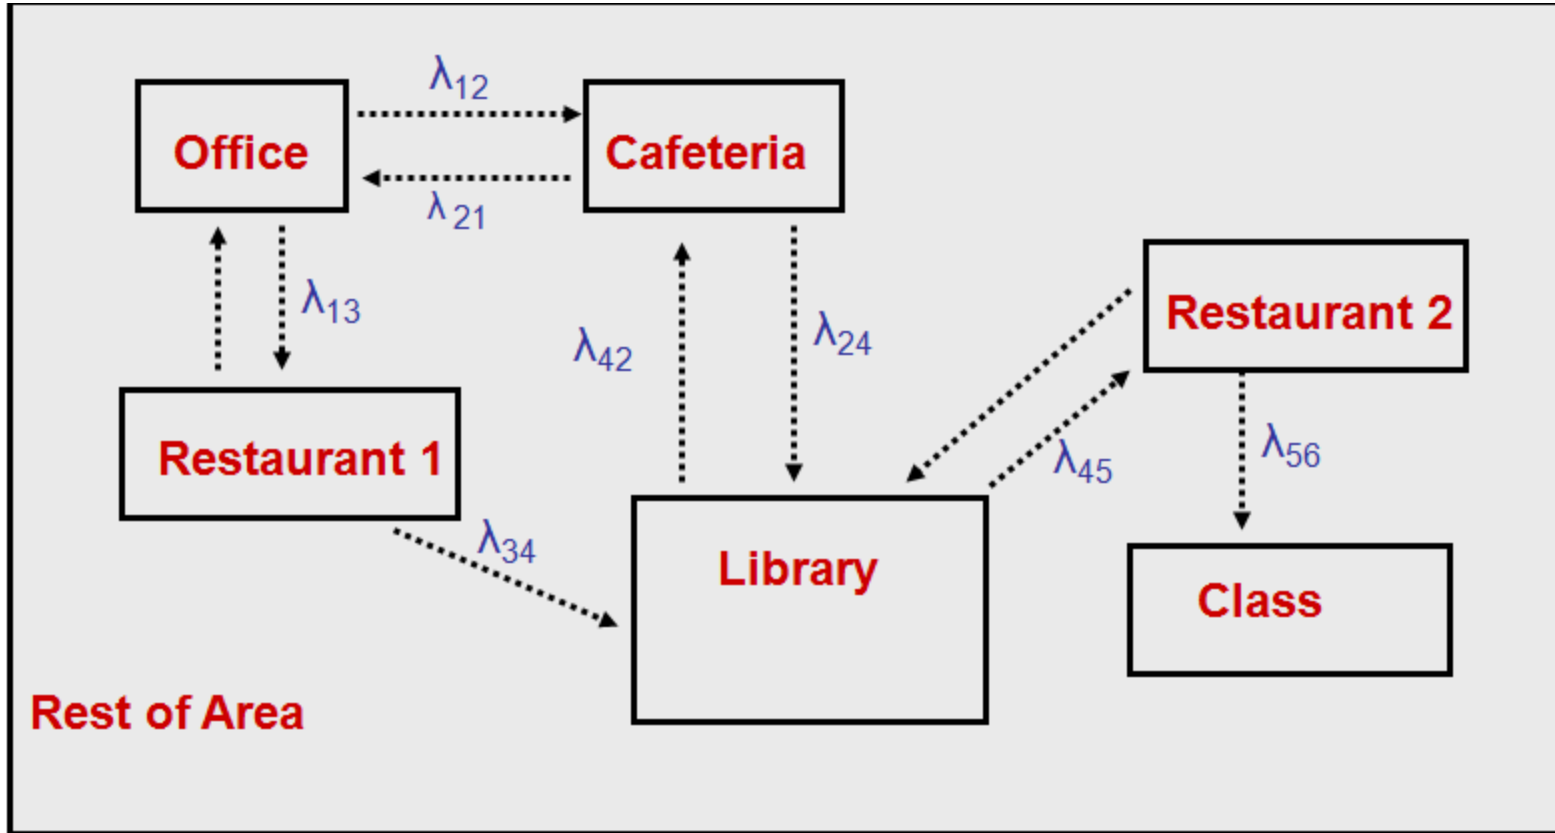 λ12
Office
Cafeteria
λ21
λ13
λ42
λ24
Restaurant 2
Restaurant 1
λ45
λ56
λ34
Library
Class
Rest of Area